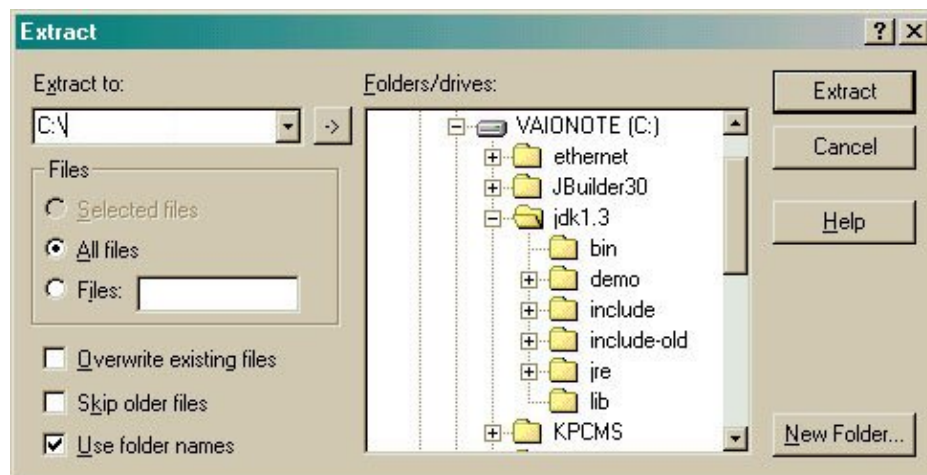 Extract
Extract to:
C:\
->
Files
Selected files
All files
Files:
Overwrite existing files
Skip older files
Use folder names
Folders/drives:
VAIONOTE (C:)
ethernet
JBuilder30
jdk1.3
bin
demo
include
include-old
jre
lib
KPCMS
Extract
Cancel
Help
New Folder...